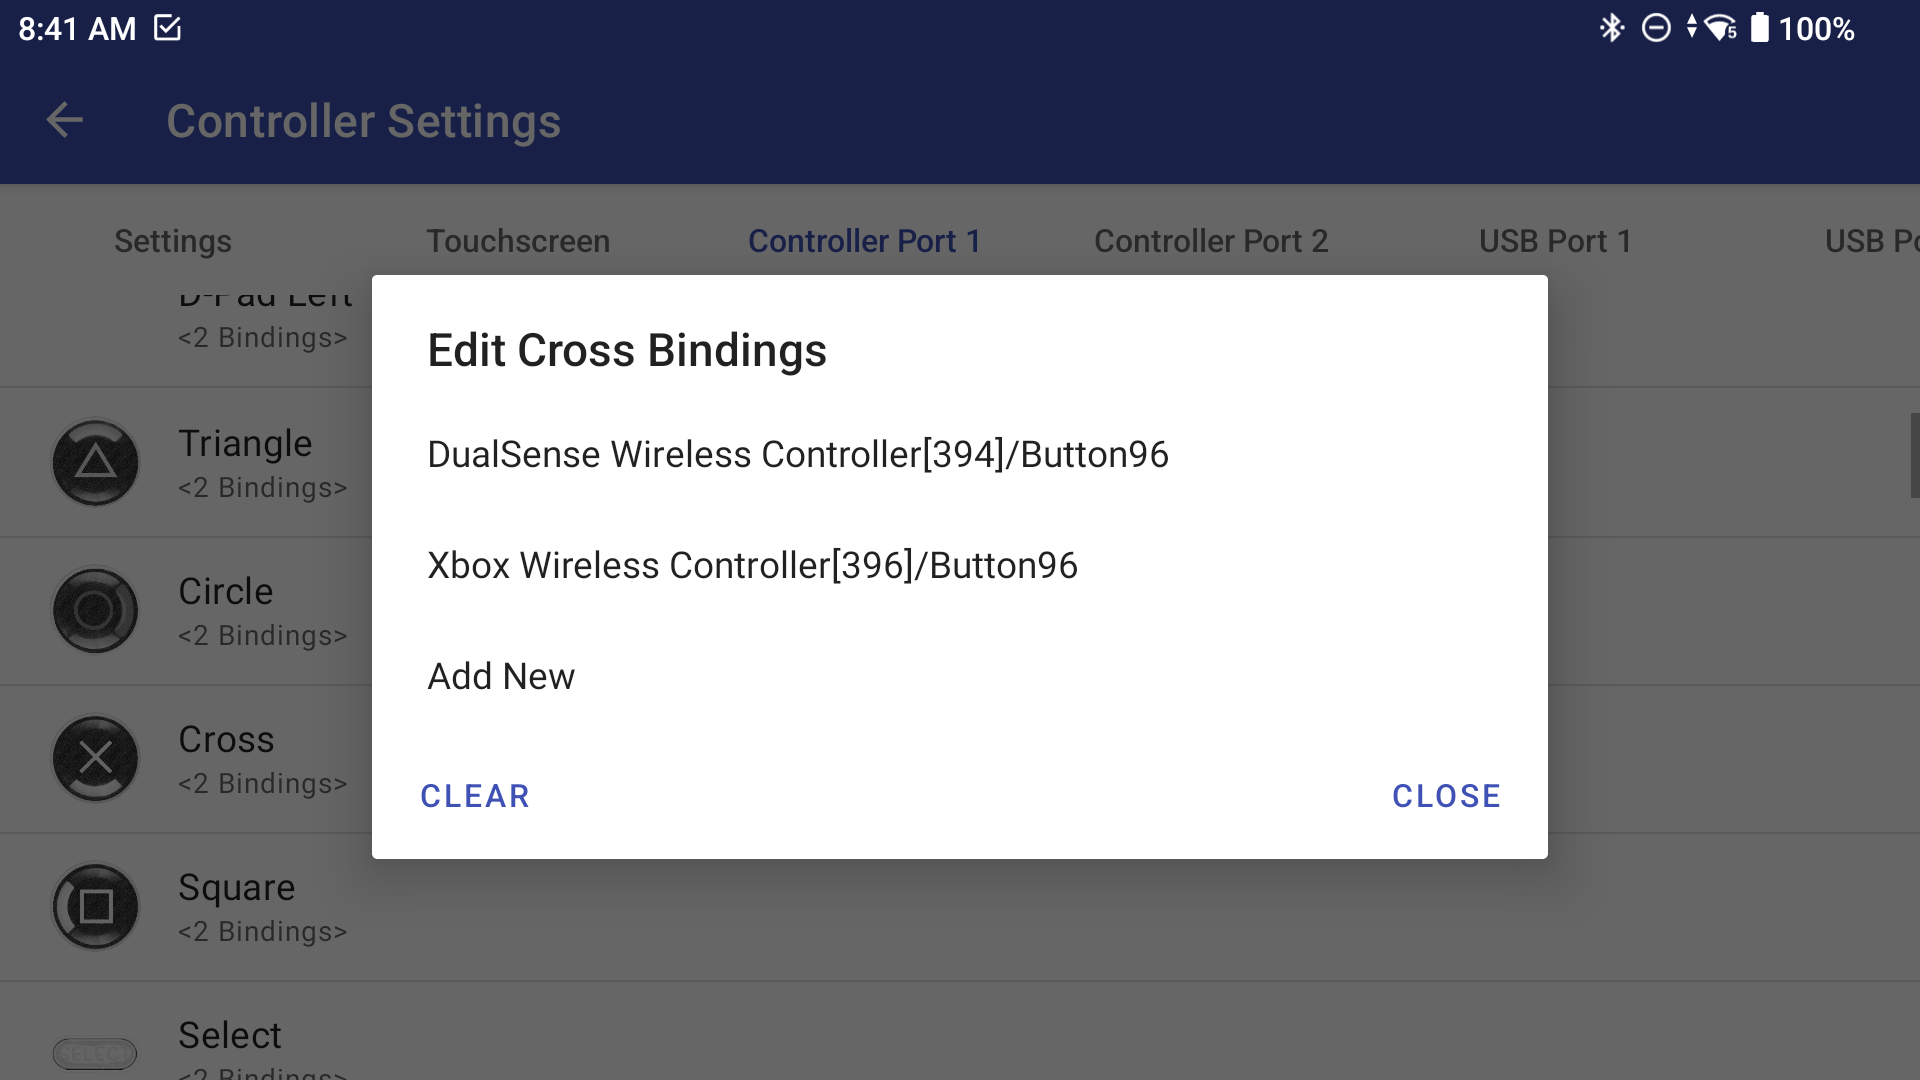 8:41 AM
5
100%
Controller Settings
Settings
Touchscreen
Controller Port 1
Controller Port 2
USB Port 1
USB Po
D-Pad Left
<2 Bindings>
Edit Cross Bindings
DualSense Wireless Controller[394]/Button96
Xbox Wireless Controller[396]/Button96
Add New
CLEAR
CLOSE
Triangle
<2 Bindings>
Circle
<2 Bindings>
Cross
<2 Bindings>
Square
<2 Bindings>
SELECT
Select
<2 Bindings>